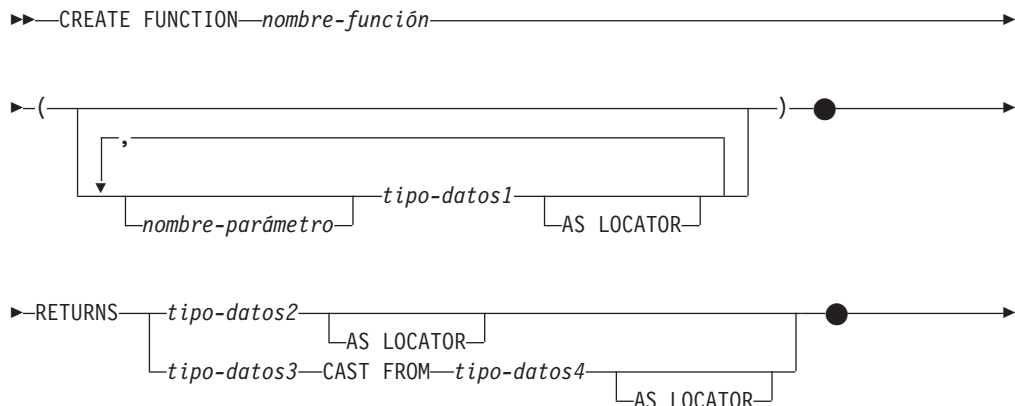 CREATE FUNCTION nombre-función
( )
,
tipo-datos1
nombre-parámetro AS LOCATOR
RETURNS tipo-datos2
AS LOCATOR
tipo-datos3 CAST FROM tipo-datos4
AS LOCATOR